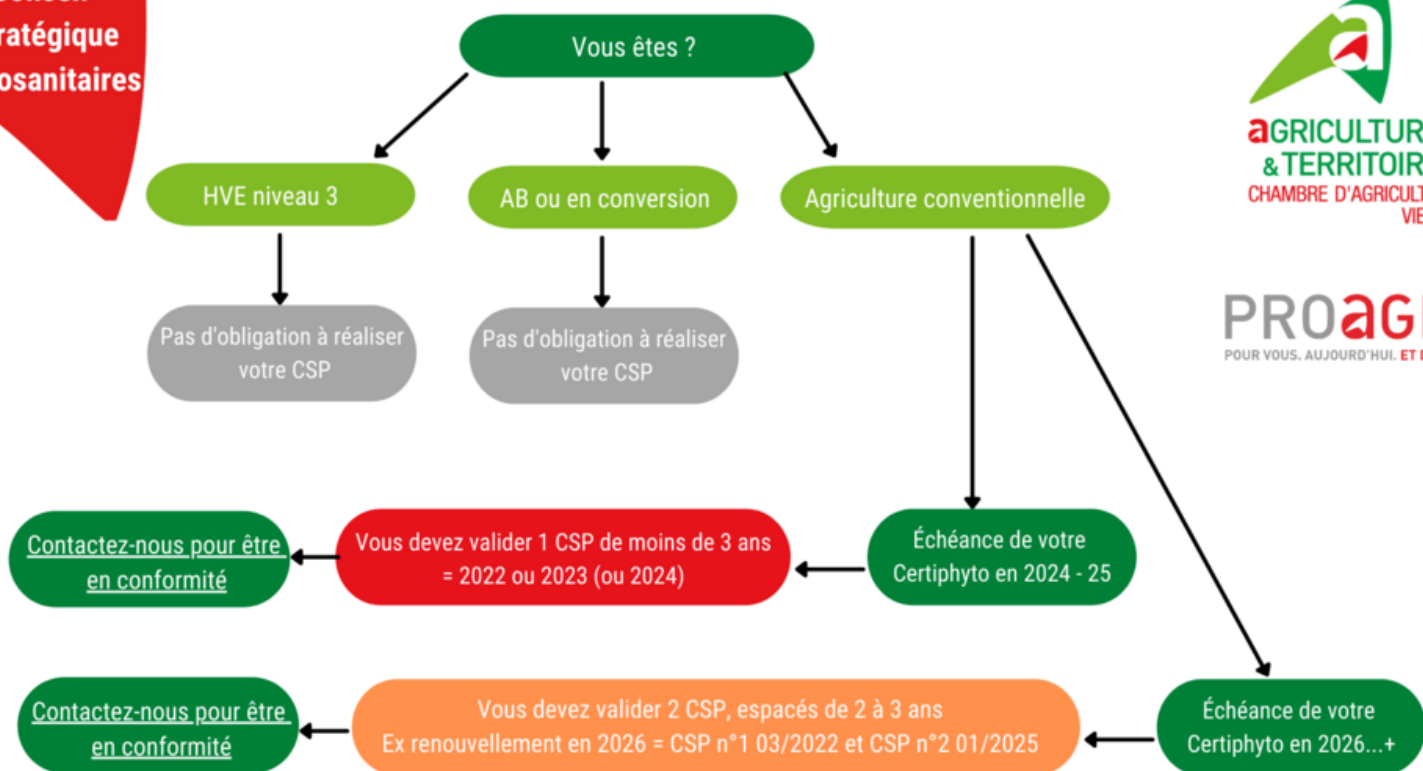 ratégique
osanitaires
Vous êtes ?
HVE niveau 3
AB ou en conversion
Agriculture conventionnelle
Pas d'obligation à réaliser
votre CSP
Pas d'obligation à réaliser
votre CSP
aGRICULTUR
& TERRITOIR
CHAMBRE D'AGRICULT
VIE
PROaG
POUR VOUS. AUJOURD'HUI. ET
Échéance de votre
Certiphyto en 2024 - 25
Vous devez valider 1 CSP de moins de 3 ans
= 2022 ou 2023 (ou 2024)
Contactez-nous pour être
en conformité
Échéance de votre
Certiphyto en 2026...+
Vous devez valider 2 CSP, espacés de 2 à 3 ans
Ex renouvellement en 2026 = CSP n°1 03/2022 et CSP n°2 01/2025
Contactez-nous pour être
en conformité